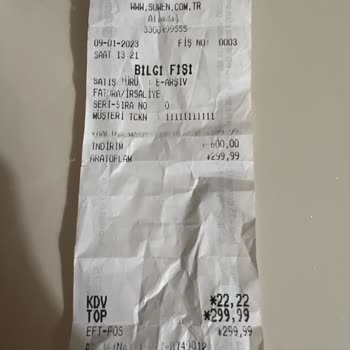 WWW.SUWEN.COM.TR
09-01-2023 FİŞ NO: 0003
SAAT 13:21
BİLGİ FİŞİ
SATIŞ TÜRÜ : E-ARŞİV
FATURA/İRSALİYE
SERİ-SIRA NO : 0
MÜŞTERİ TCKN : 11111111111
İNDİRİM *-600,00
ARATOPLAM *299,99
KDV *22,22
TOP *299,99
EFT-POS *299,99